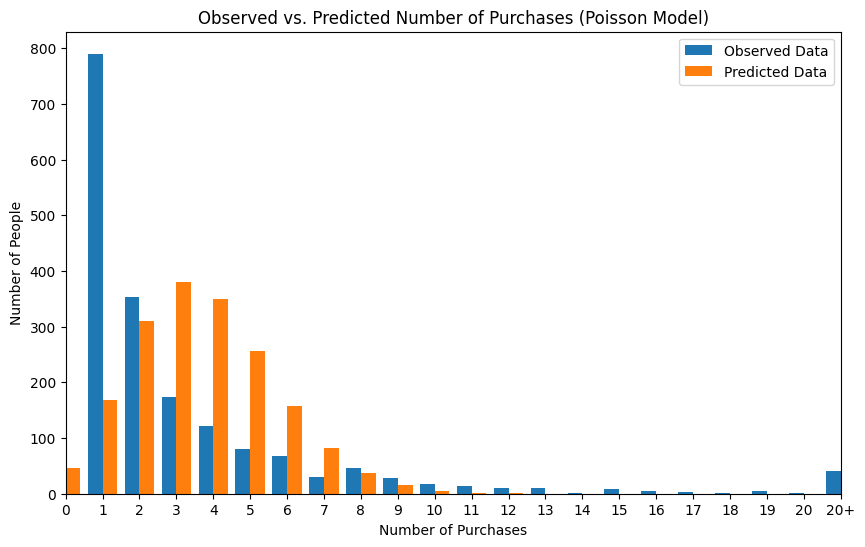 Observed vs. Predicted Number of Purchases (Poisson Model)
Observed Data
Predicted Data
Number of People
800
700
600
500
400
300
200
100
0
0 1 2 3 4 5 6 7 8 9 10 11 12 13 14 15 16 17 18 19 20 20+
Number of Purchases